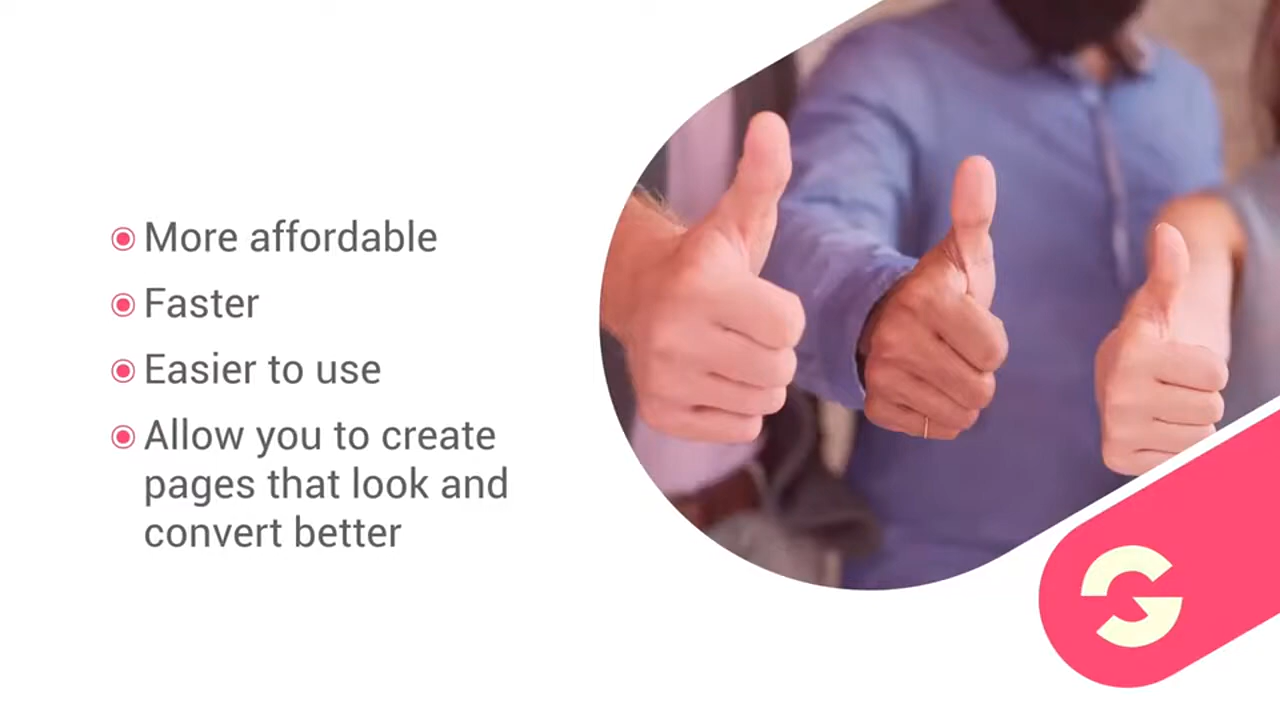 More affordable
Faster
Easier to use
Allow you to create
pages that look and
convert better